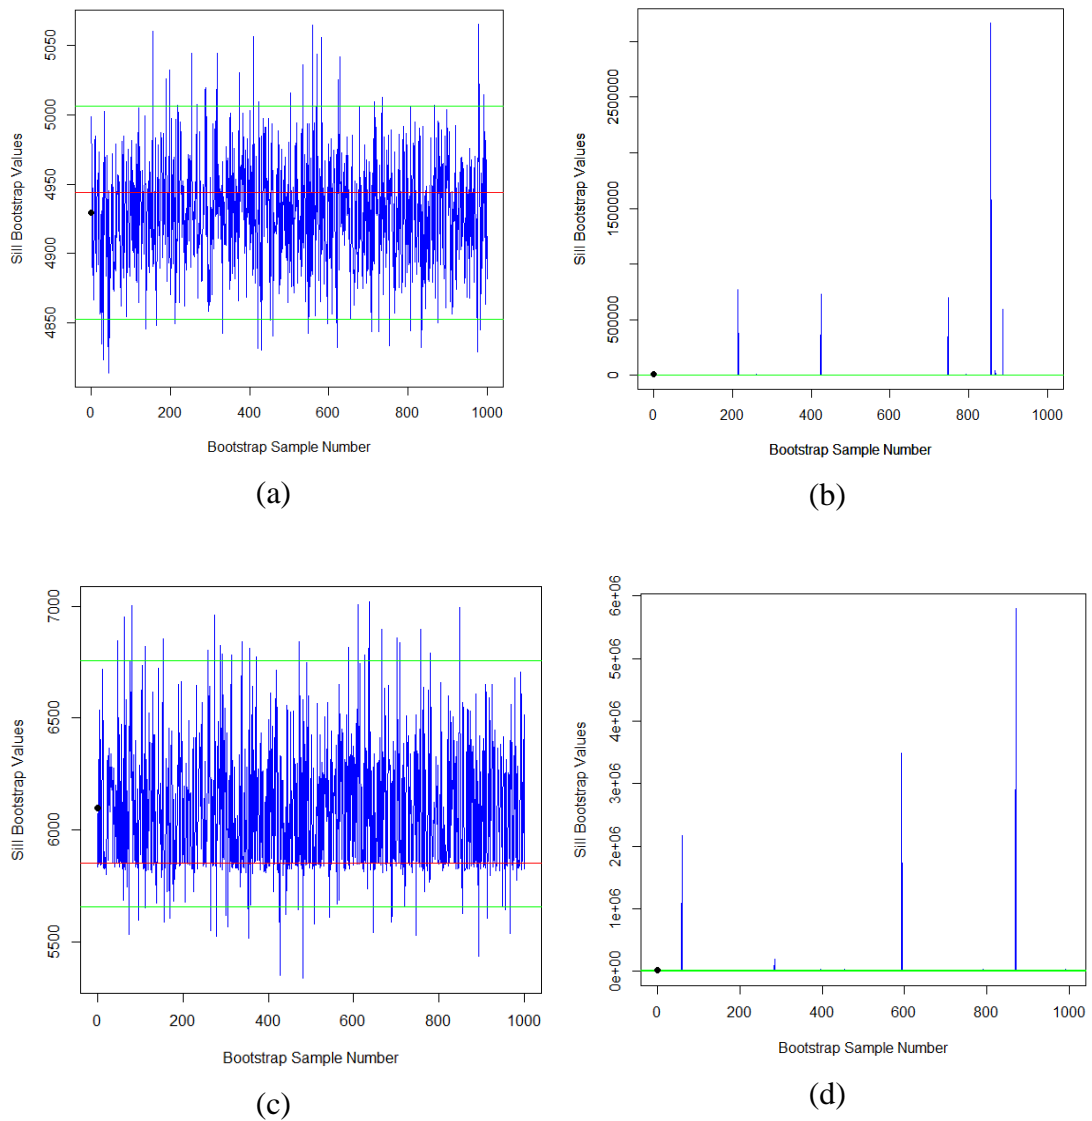 Sill Bootstrap Values
4850 4900 4950 5000 5050
0 200 400 600 800 1000
Bootstrap Sample Number
(a)
Sill Bootstrap Values
0 500000 1500000 2500000
0 200 400 600 800 1000
Bootstrap Sample Number
(b)
Sill Bootstrap Values
5500 6000 6500 7000
0 200 400 600 800 1000
Bootstrap Sample Number
(c)
Sill Bootstrap Values
0e+00 1e+06 2e+06 3e+06 4e+06 5e+06 6e+06
0 200 400 600 800 1000
Bootstrap Sample Number
(d)